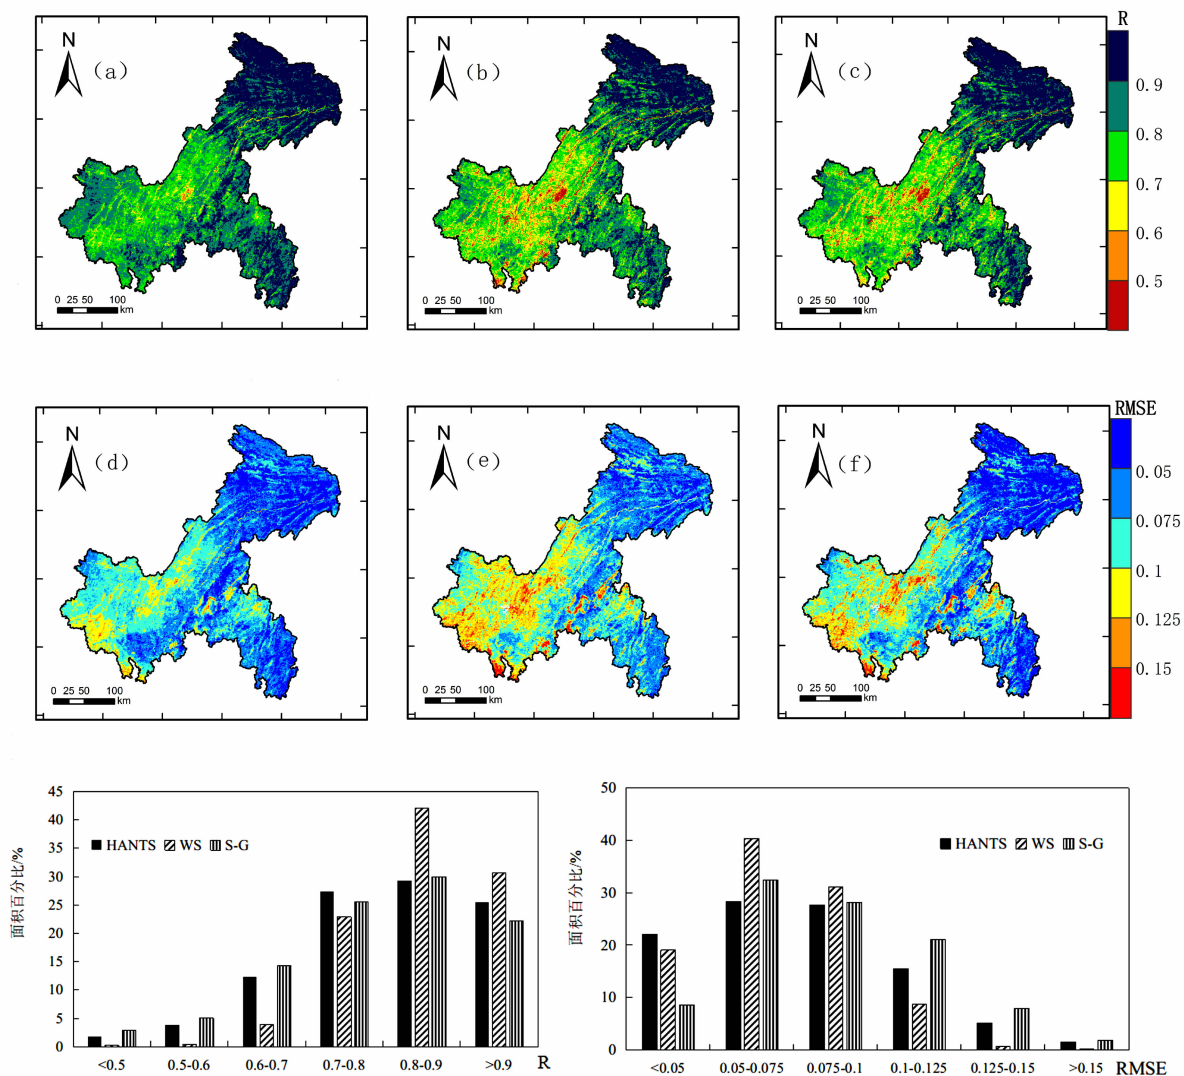 R
N
(a)
0 25 50 100
km
N
(b)
0 25 50 100
km
N
(c)
0 25 50 100
km
0.9
0.8
0.7
0.6
0.5
RMSE
N
(d)
0 25 50 100
km
N
(e)
0 25 50 100
km
N
(f)
0 25 50 100
km
0.05
0.075
0.1
0.125
0.15
45
40
35
30
25
20
15
10
5
0
面积百分比/%
HANTS WS S-G
<0.5 0.5-0.6 0.6-0.7 0.7-0.8 0.8-0.9 >0.9 R
50
40
30
20
10
0
面积百分比/%
HANTS WS S-G
<0.05 0.05-0.075 0.075-0.1 0.1-0.125 0.125-0.15 >0.15 RMSE